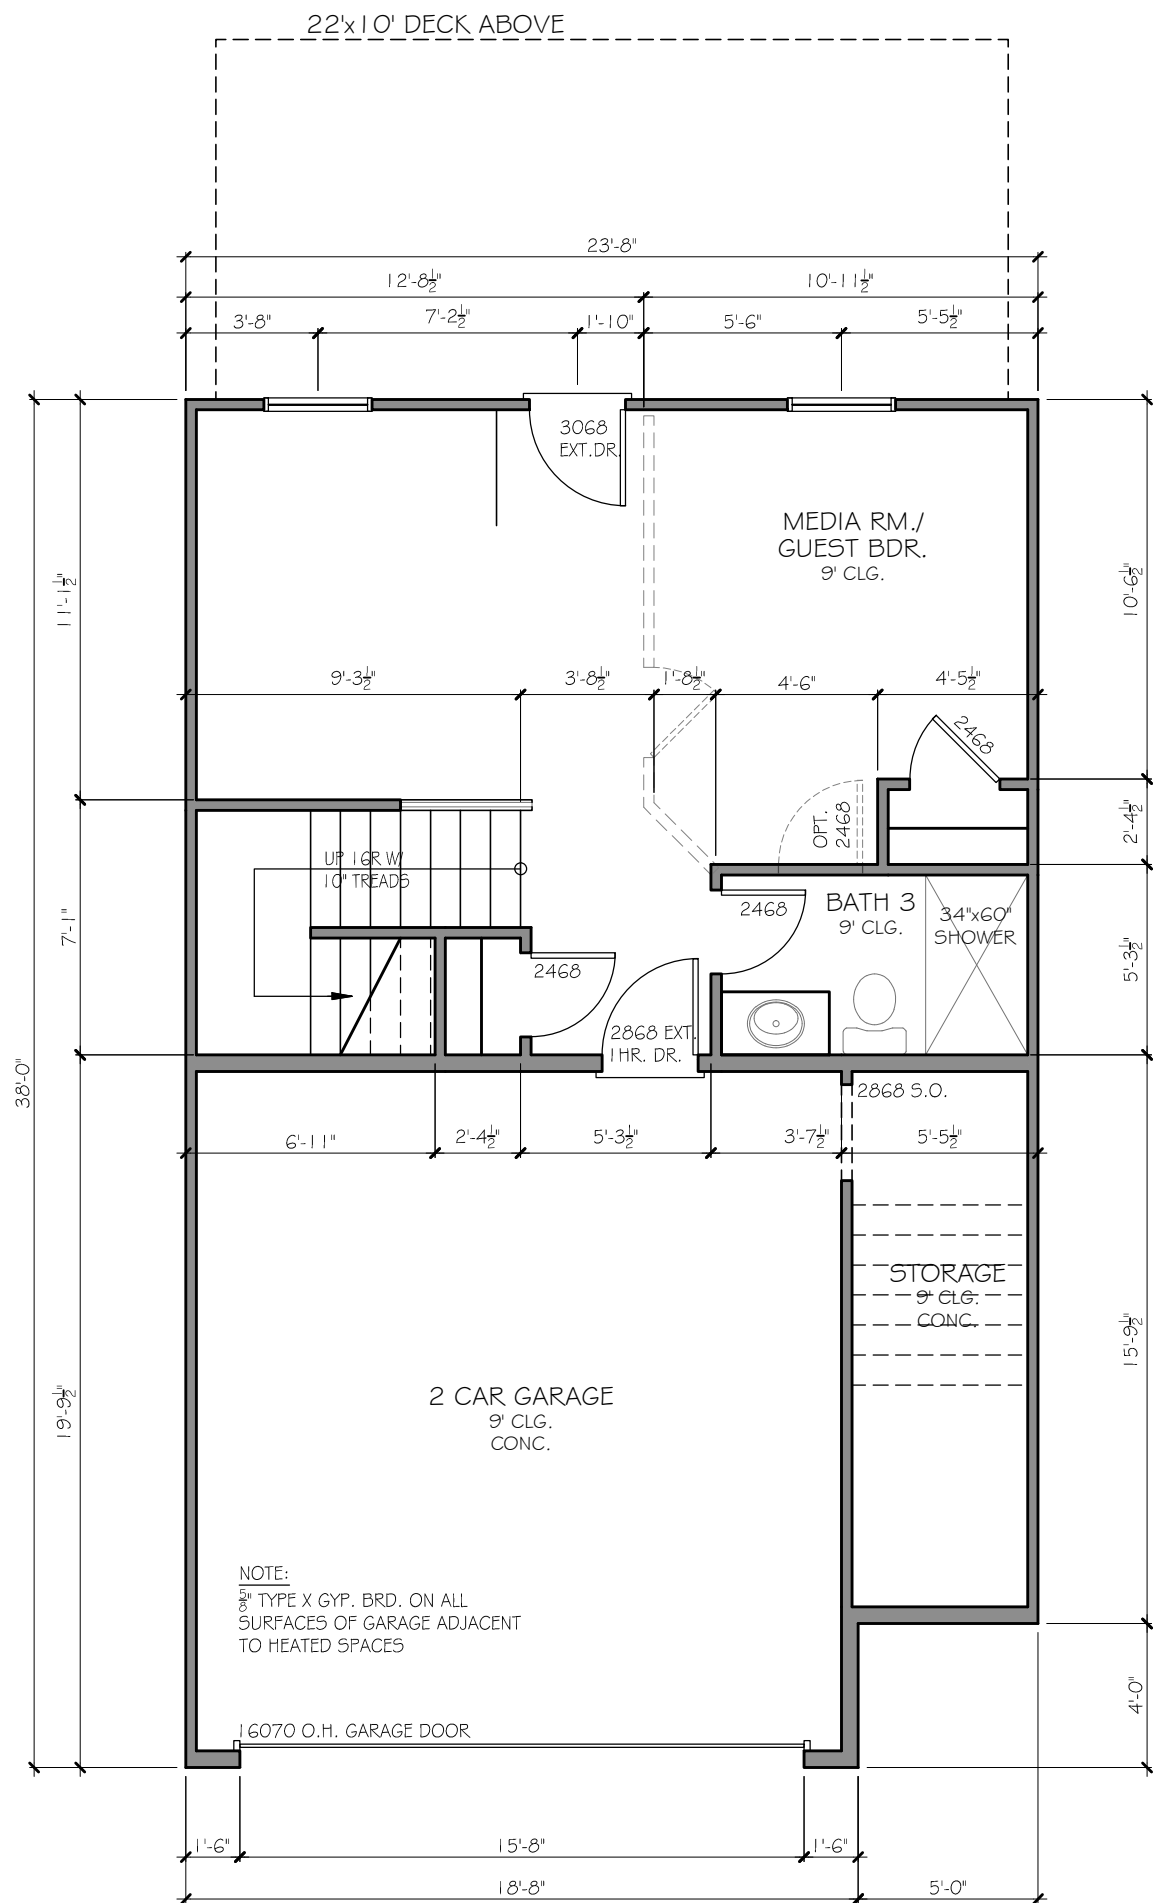 22'x10' DECK ABOVE
23'-8"
12'-8½"
10'-11½"
3'-8"
7'-2½"
1'-10"
5'-6"
5'-5½"
3068
EXT.DR.
MEDIA RM./
GUEST BDR.
9' CLG.
11'-1½"
10'-6½"
9'-3½"
3'-8½"
1'-8½"
4'-6"
4'-5½"
2468
OPT.
2468
2'-4½"
UP 16R W/
10" TREADS
7'-1"
2468
BATH 3
9' CLG.
34"x60"
SHOWER
5'-3½"
2468
2868 EXT.
1HR. DR.
38'-0"
2868 S.O.
6'-11"
2'-4½"
5'-3½"
3'-7½"
5'-5½"
STORAGE
9' CLG.
CONC.
15'-9½"
2 CAR GARAGE
9' CLG.
CONC.
19'-9½"
NOTE:
⅝" TYPE X GYP. BRD. ON ALL
SURFACES OF GARAGE ADJACENT
TO HEATED SPACES
4'-0"
16070 O.H. GARAGE DOOR
1'-6"
15'-8"
1'-6"
18'-8"
5'-0"